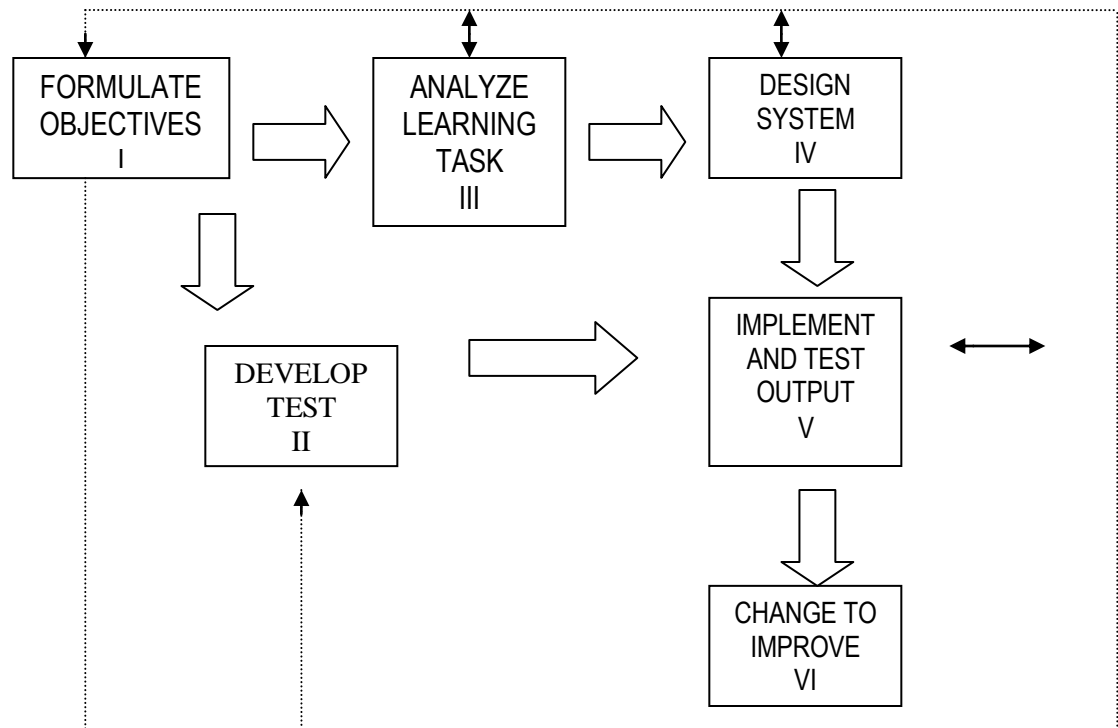 FORMULATE
OBJECTIVES
I
ANALYZE
LEARNING
TASK
III
DESIGN
SYSTEM
IV
DEVELOP
TEST
II
IMPLEMENT
AND TEST
OUTPUT
V
CHANGE TO
IMPROVE
VI